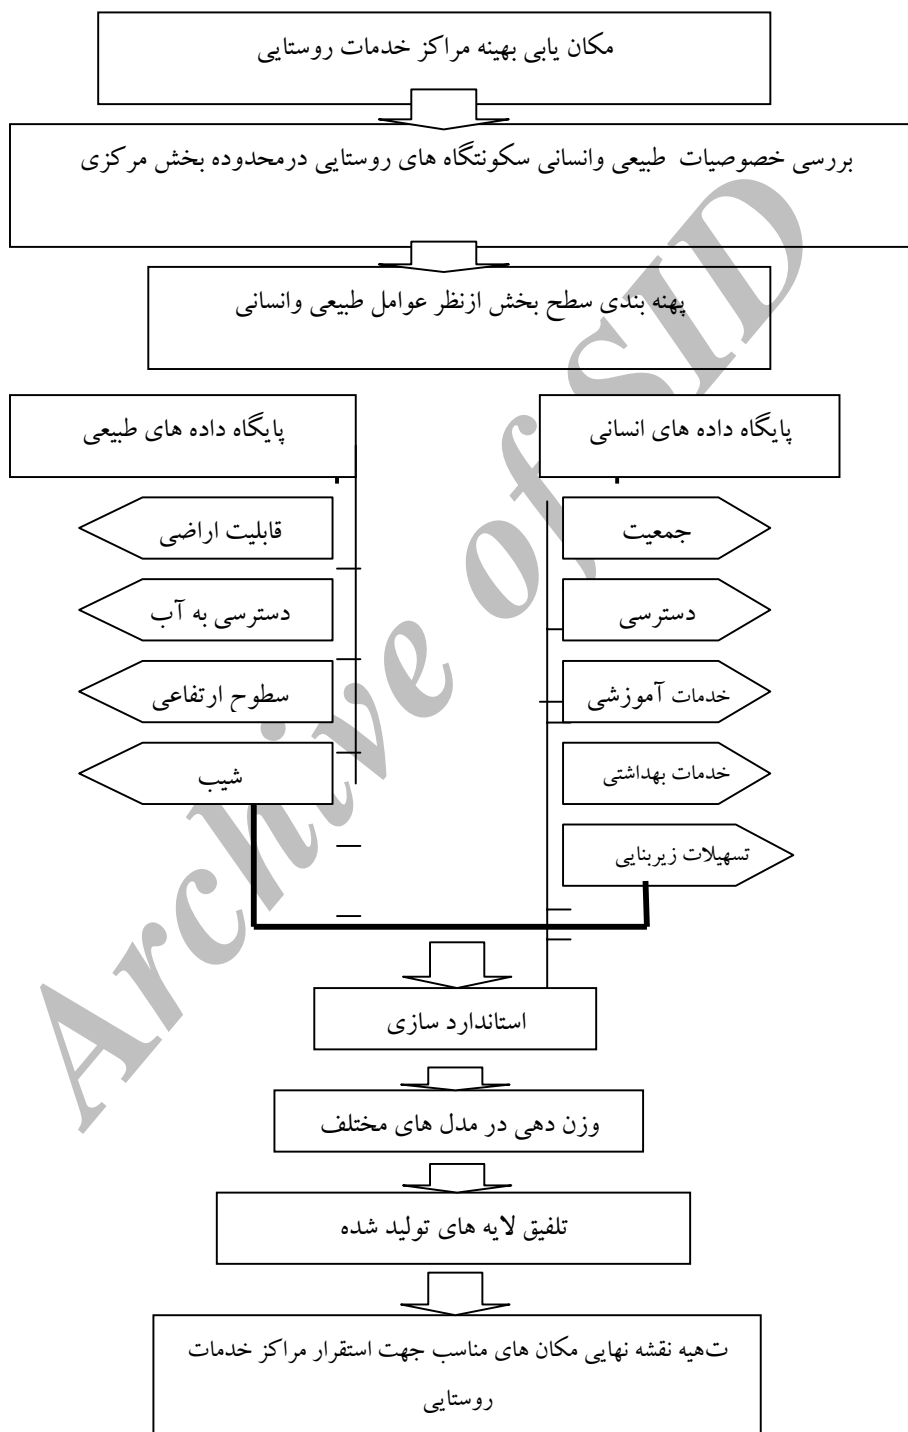 مکان یابی بهینه مراکز خدمات روستایی
بررسی خصوصیات طبیعی وانسانی سکونتگاه های روستایی درمحدوده بخش مرکزی
پهنه بندی سطح بخش ازنظر عوامل طبیعی وانسانی
پایگاه داده های انسانی
پایگاه داده های طبیعی
جمعیت
قابلیت اراضی
دسترسی
دسترسی به آب
خدمات آموزشی
سطوح ارتفاعی
خدمات بهداشتی
شیب
تسهیلات زیربنایی
استاندارد سازی
وزن دهی در مدل های مختلف
تلفیق لایه های تولید شده
تهیه نقشه نهایی مکان های مناسب جهت استقرار مراکز خدمات
روستایی
Archive of SID